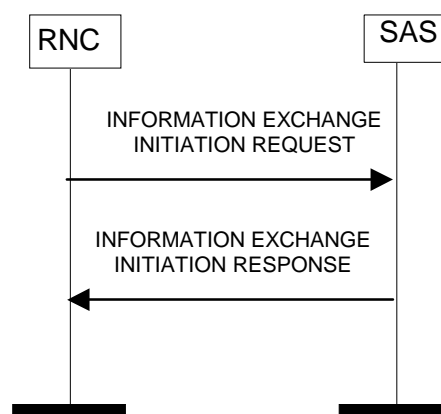 RNC
SAS
INFORMATION EXCHANGE
INITIATION REQUEST
INFORMATION EXCHANGE
INITIATION RESPONSE